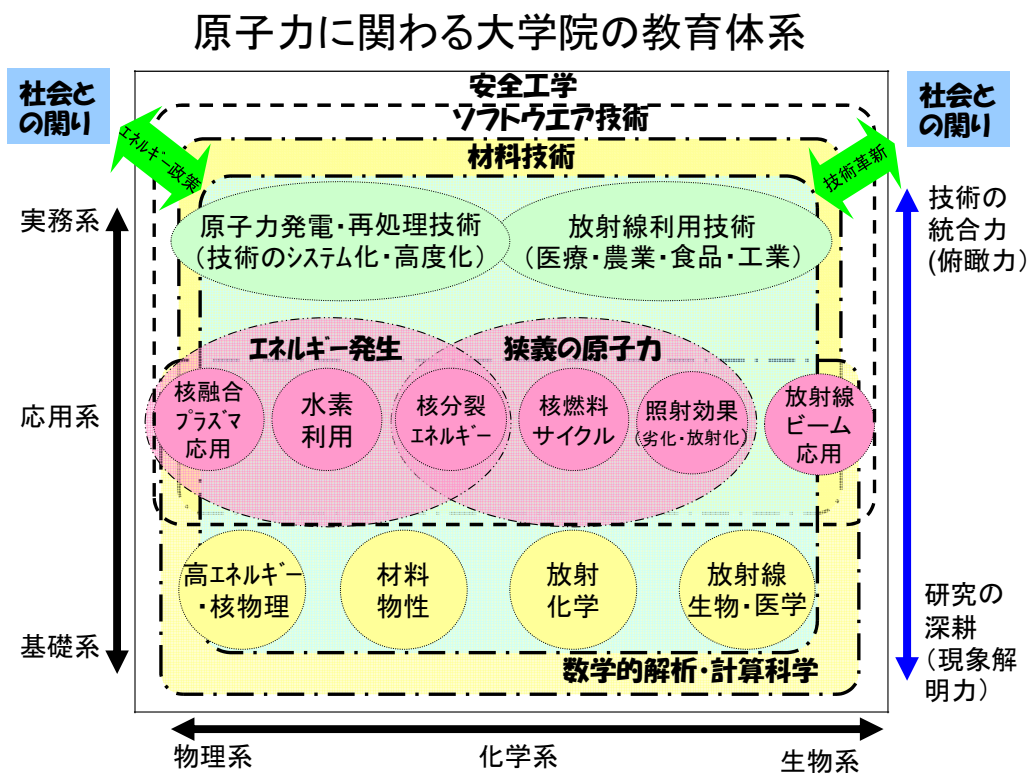 原子力に関わる大学院の教育体系
社会と
の関り
安全工学
ソフトウエア技術
材料技術
社会と
の関り
エネルギー政策
技術革新
実務系
原子力発電・再処理技術
(技術のシステム化・高度化)
放射線利用技術
(医療・農業・食品・工業)
技術の
統合力
(俯瞰力)
エネルギー発生
狭義の原子力
応用系
核融合
プラズマ
応用
水素
利用
核分裂
エネルギー
核燃料
サイクル
照射効果
(劣化・放射化)
放射線
ビーム
応用
高エネルギー
・核物理
材料
物性
放射
化学
放射線
生物・医学
基礎系
研究の
深耕
(現象解
明力)
数学的解析・計算科学
物理系
化学系
生物系